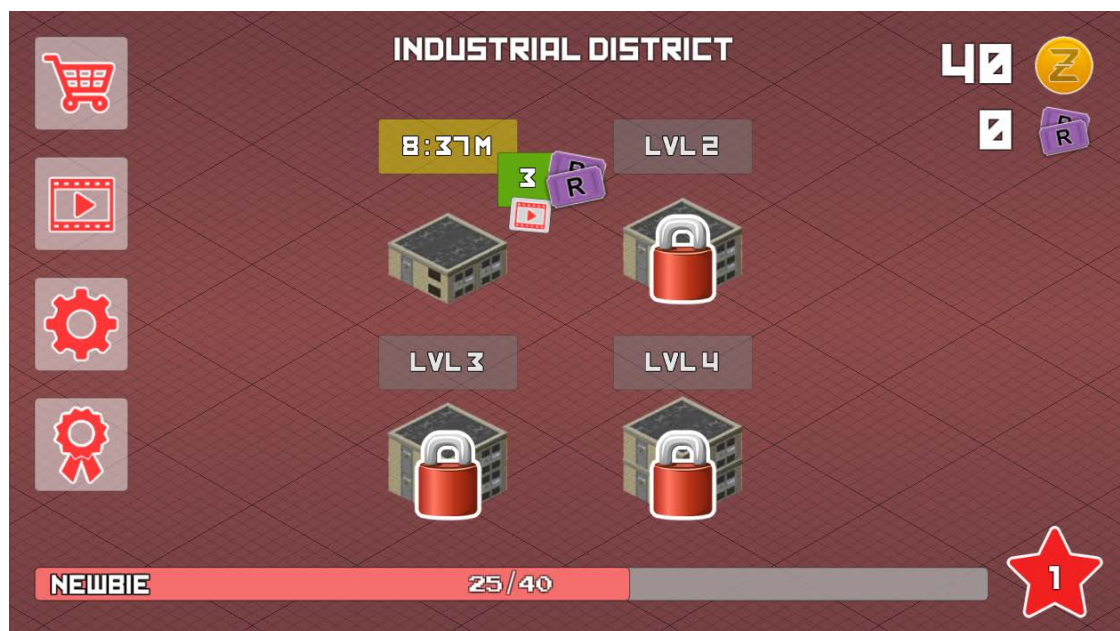 INDUSTRIAL DISTRICT
40 Z
0 R R
8:37M
3
R R
LVL 2
LVL 3
LVL 4
NEWBIE
25/40
1